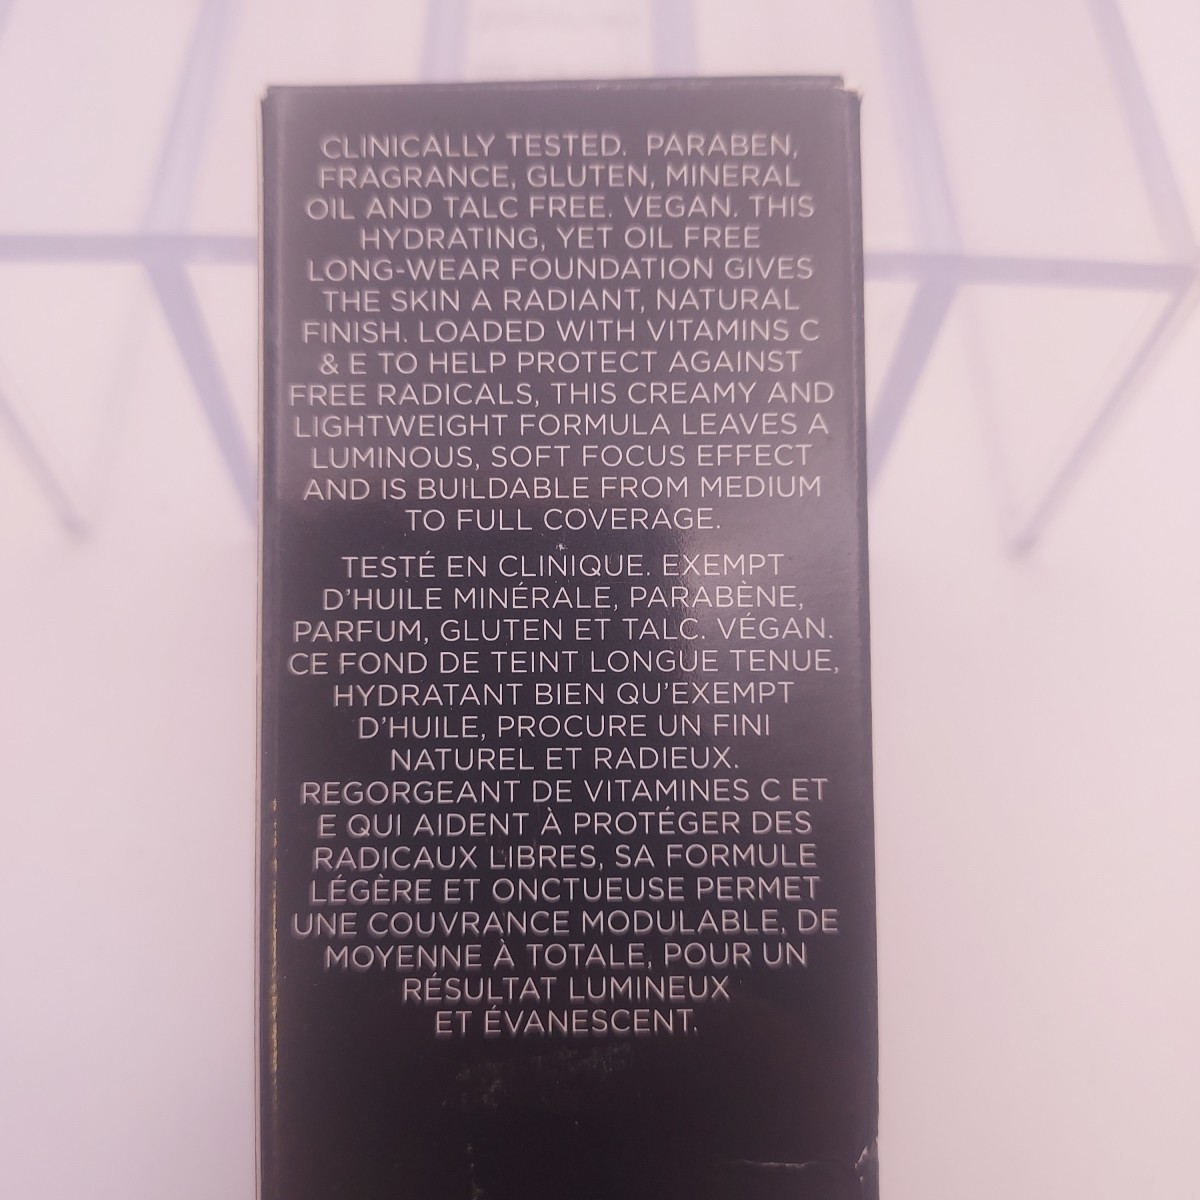 CLINICALLY TESTED. PARABEN,
FRAGRANCE, GLUTEN, MINERAL
OIL AND TALC FREE. VEGAN. THIS
HYDRATING, YET OIL FREE
LONG-WEAR FOUNDATION GIVES
THE SKIN A RADIANT, NATURAL
FINISH. LOADED WITH VITAMINS C
& E TO HELP PROTECT AGAINST
FREE RADICALS, THIS CREAMY AND
LIGHTWEIGHT FORMULA LEAVES A
LUMINOUS, SOFT FOCUS EFFECT
AND IS BUILDABLE FROM MEDIUM
TO FULL COVERAGE.
TESTÉ EN CLINIQUE. EXEMPT
D'HUILE MINÉRALE, PARABÈNE,
PARFUM, GLUTEN ET TALC. VÉGAN.
CE FOND DE TEINT LONGUE TENUE,
HYDRATANT BIEN QU'EXEMPT
D'HUILE, PROCURE UN FINI
NATUREL ET RADIEUX.
REGORGEANT DE VITAMINES C ET
E QUI AIDENT À PROTÉGER DES
RADICAUX LIBRES, SA FORMULE
LÉGÈRE ET ONCTUEUSE PERMET
UNE COUVRANCE MODULABLE, DE
MOYENNE À TOTALE, POUR UN
RÉSULTAT LUMINEUX
ET ÉVANESCENT.